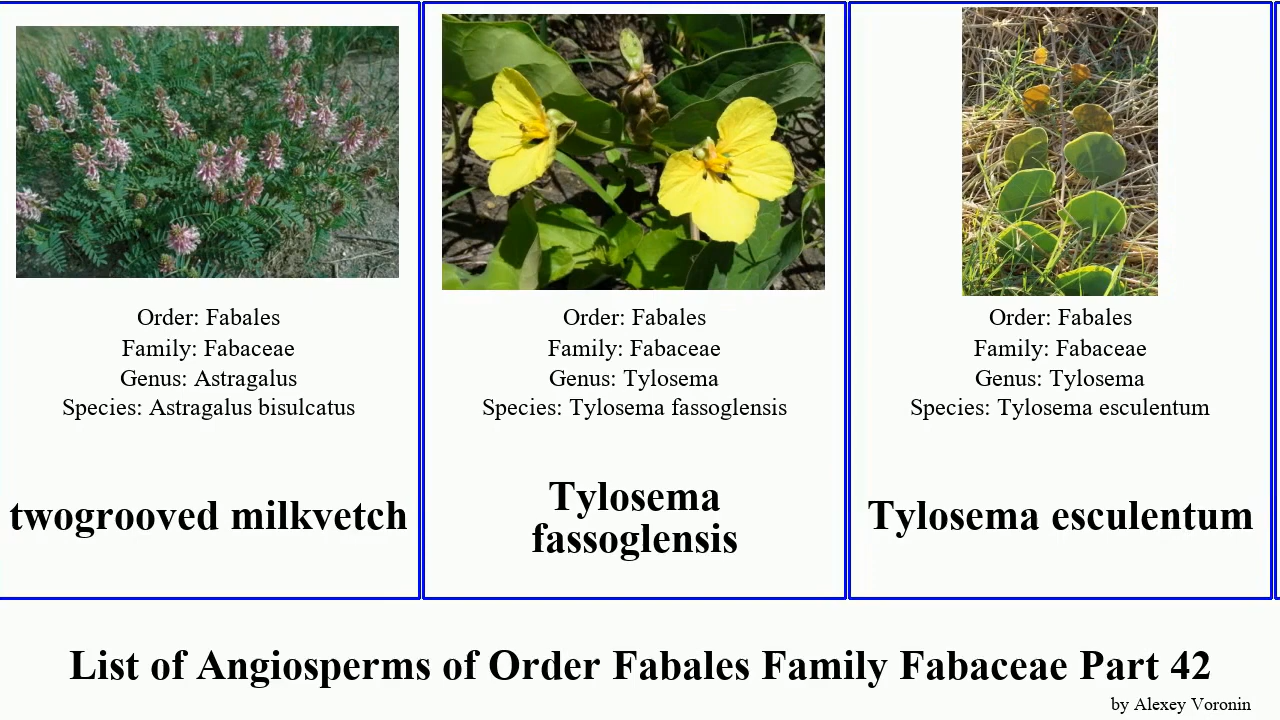 Order: Fabales
Family: Fabaceae
Genus: Astragalus
Species: Astragalus bisulcatus
twogrooved milkvetch
Order: Fabales
Family: Fabaceae
Genus: Tylosema
Species: Tylosema fassoglensis
Tylosema
fassoglensis
Order: Fabales
Family: Fabaceae
Genus: Tylosema
Species: Tylosema esculentum
Tylosema esculentum
List of Angiosperms of Order Fabales Family Fabaceae Part 42
by Alexey Voronin